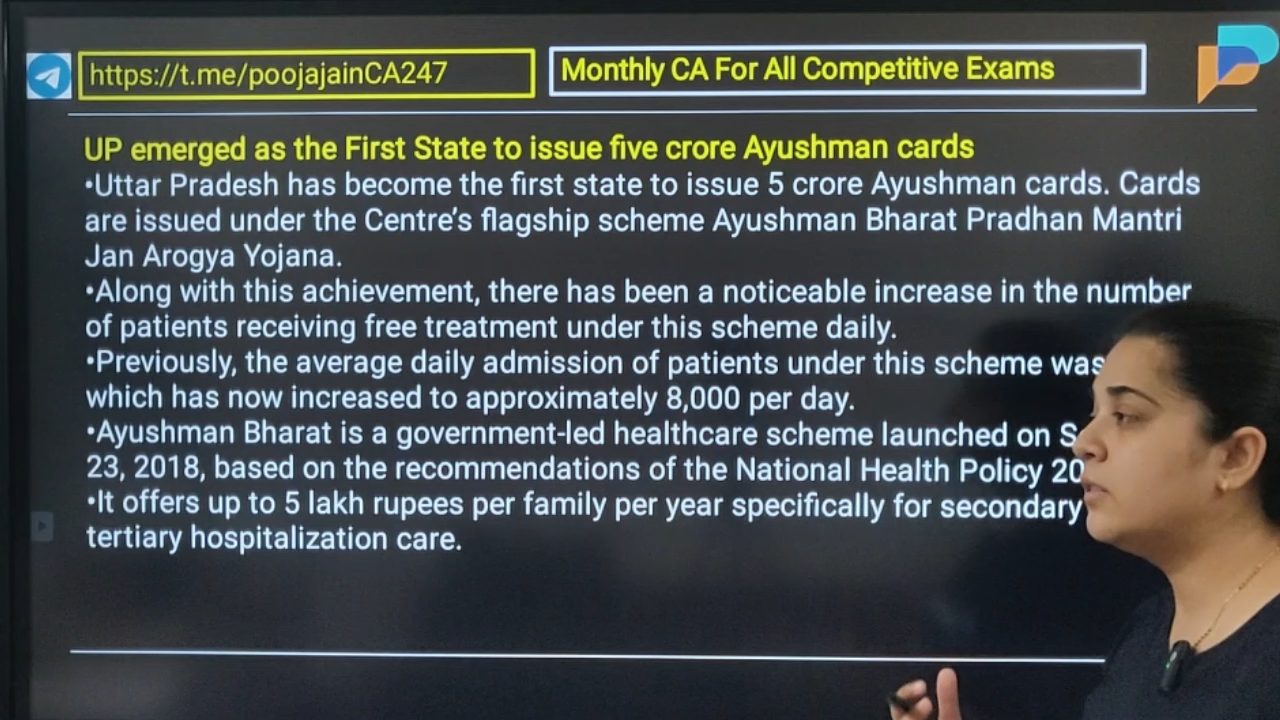 https://t.me/poojajainCA247
Monthly CA For All Competitive Exams
UP emerged as the First State to issue five crore Ayushman cards
•Uttar Pradesh has become the first state to issue 5 crore Ayushman cards. Cards
are issued under the Centre's flagship scheme Ayushman Bharat Pradhan Mantri
Jan Arogya Yojana.
•Along with this achievement, there has been a noticeable increase in the number
of patients receiving free treatment under this scheme daily.
•Previously, the average daily admission of patients under this scheme was
which has now increased to approximately 8,000 per day.
•Ayushman Bharat is a government-led healthcare scheme launched on
23, 2018, based on the recommendations of the National Health Policy
•It offers up to 5 lakh rupees per family per year specifically for secondary
tertiary hospitalization care.